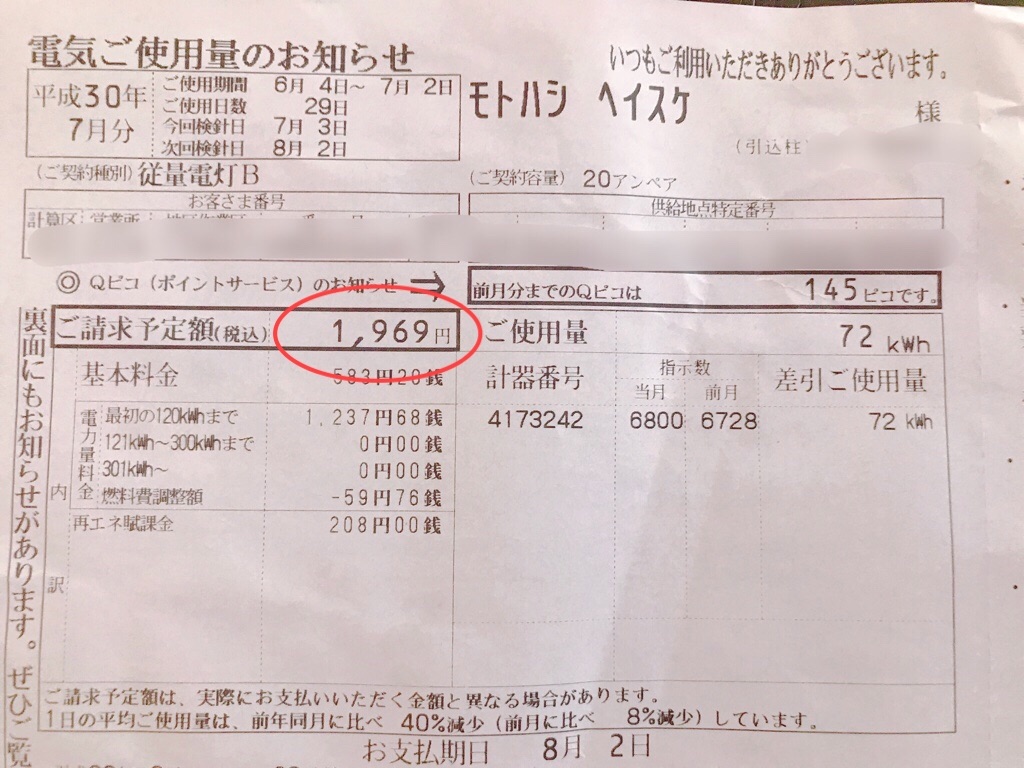 電気ご使用量のお知らせ
いつもご利用いただきありがとうございます。
平成30年
7月分
ご使用期間 6月 4日～ 7月 2日
ご使用日数 29日
今回検針日 7月 3日
次回検針日 8月 2日
モトハシ ヘイスケ 様
(引込柱
(ご契約種別) 従量電灯B
(ご契約容量) 20アンペア
お客さま番号
供給地点特定番号
計算区 営業所
◎ Qピコ(ポイントサービス)のお知らせ
前月分までのQピコは 145ピコです。
ご請求予定額(税込) 1,969円
ご使用量 72 kWh
基本料金 583円20銭
計器番号 指示数 当月 前月 差引ご使用量
4173242 6800 6728 72 kWh
内訳
電力量料金
最初の120kWhまで 1,237円68銭
121kWh～300kWhまで 0円00銭
301kWh～ 0円00銭
燃料費調整額 -59円76銭
再エネ賦課金 208円00銭
裏面にもお知らせがあります。ぜひご覧
ご請求予定額は、実際にお支払いいただく金額と異なる場合があります。
1日の平均ご使用量は、前年同月に比べ 40%減少(前月に比べ 8%減少)しています。
お支払期日 8月 2日